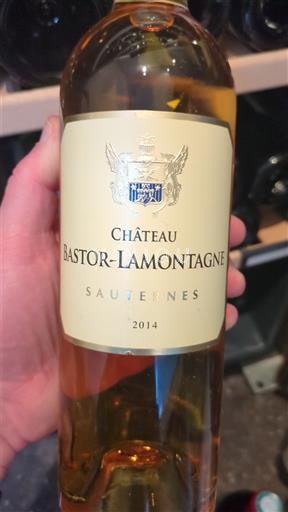 CHÂTEAU
BASTOR-LAMONTAGNE
SAUTERNES
2014